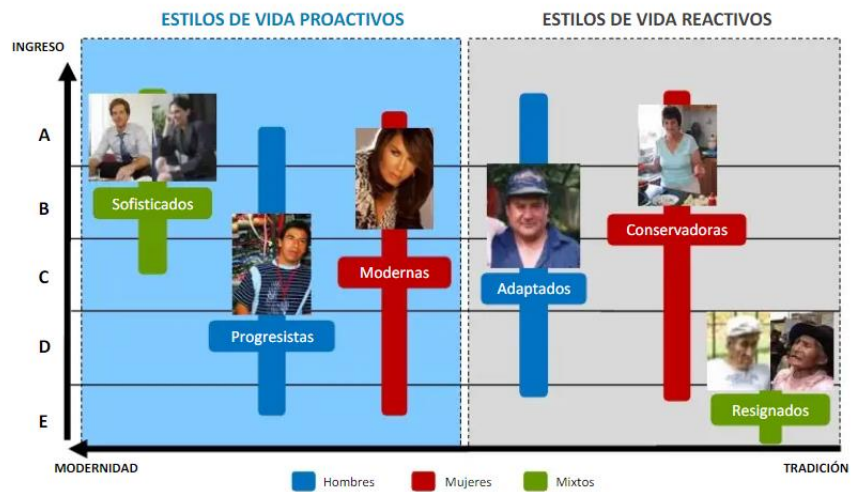 ESTILOS DE VIDA PROACTIVOS
ESTILOS DE VIDA REACTIVOS
INGRESO
A
B
C
D
E
Sofisticados
Progresistas
Modernas
Adaptados
Conservadoras
Resignados
MODERNIDAD
TRADICIÓN
Hombres
Mujeres
Mixtos